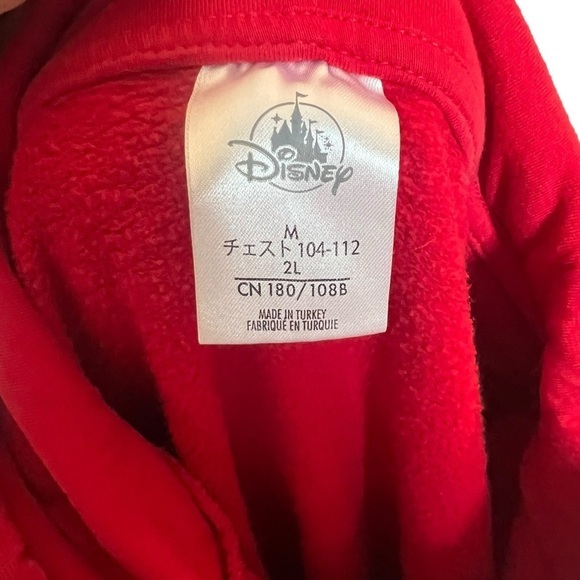 Disney
M
チェスト 104-112
2L
CN 180/108B
MADE IN TURKEY
FABRIQUÉ EN TURQUIE